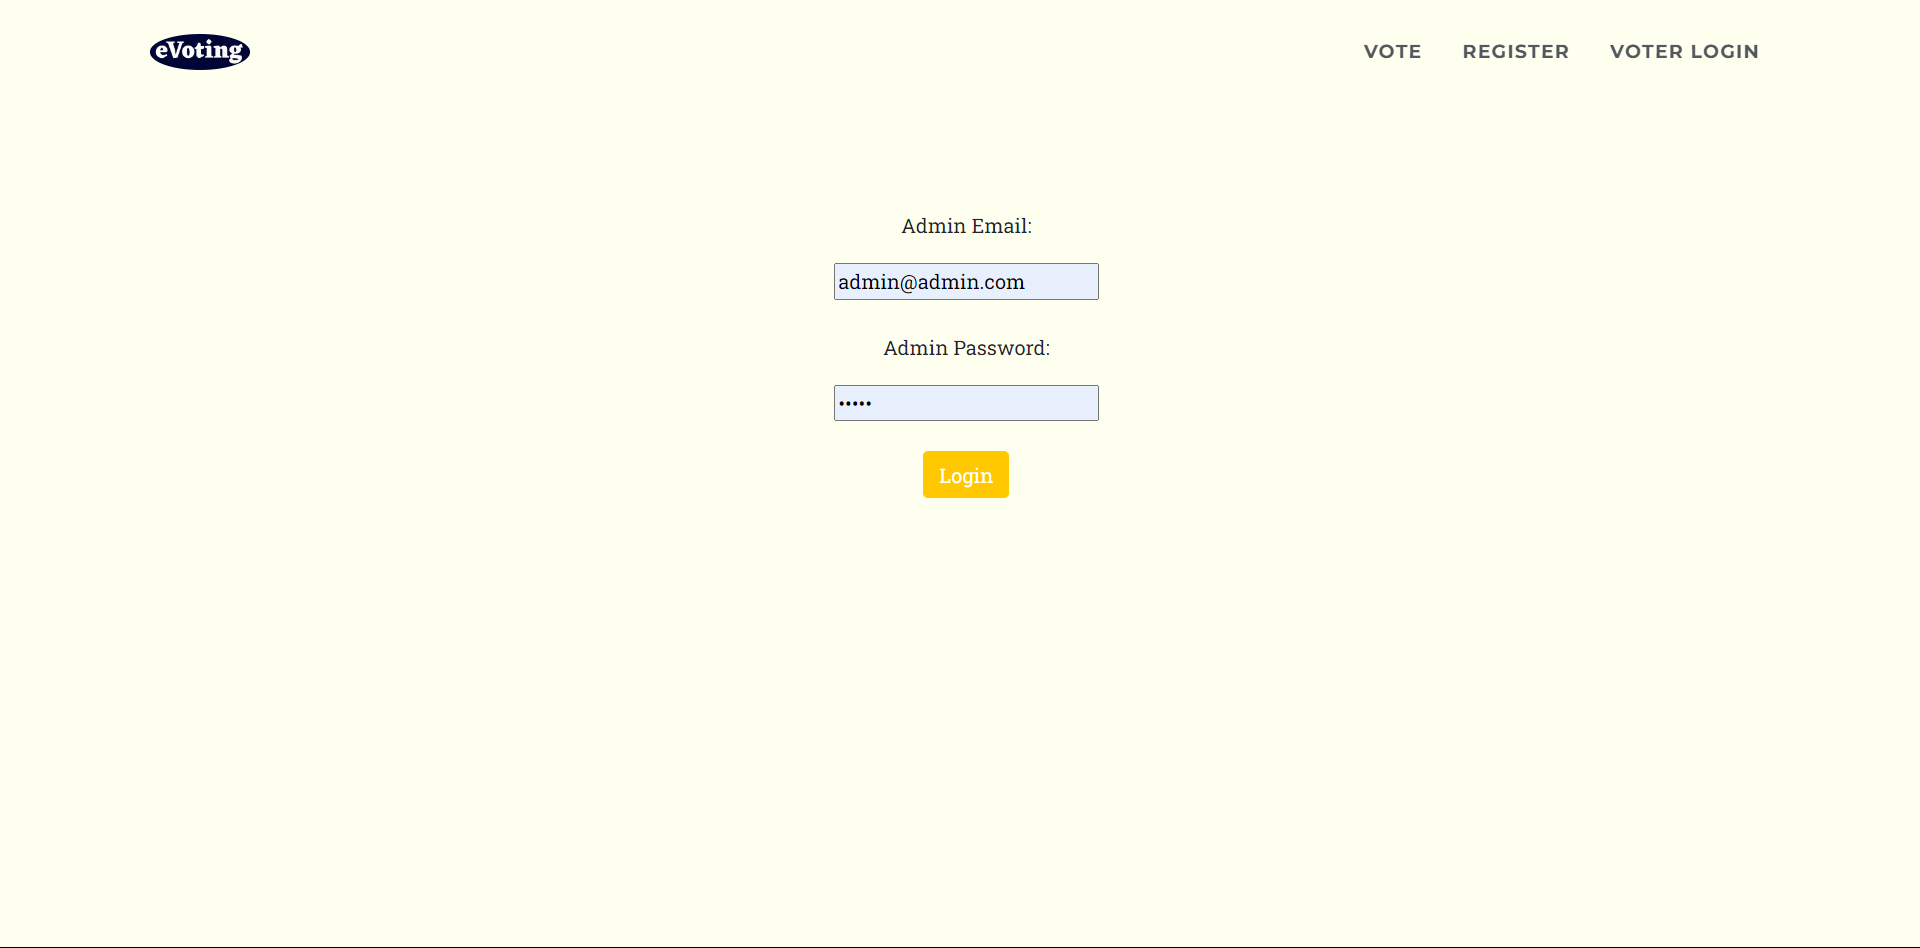 eVoting
VOTE REGISTER VOTER LOGIN
Admin Email:
admin@admin.com
Admin Password:
•••••
Login